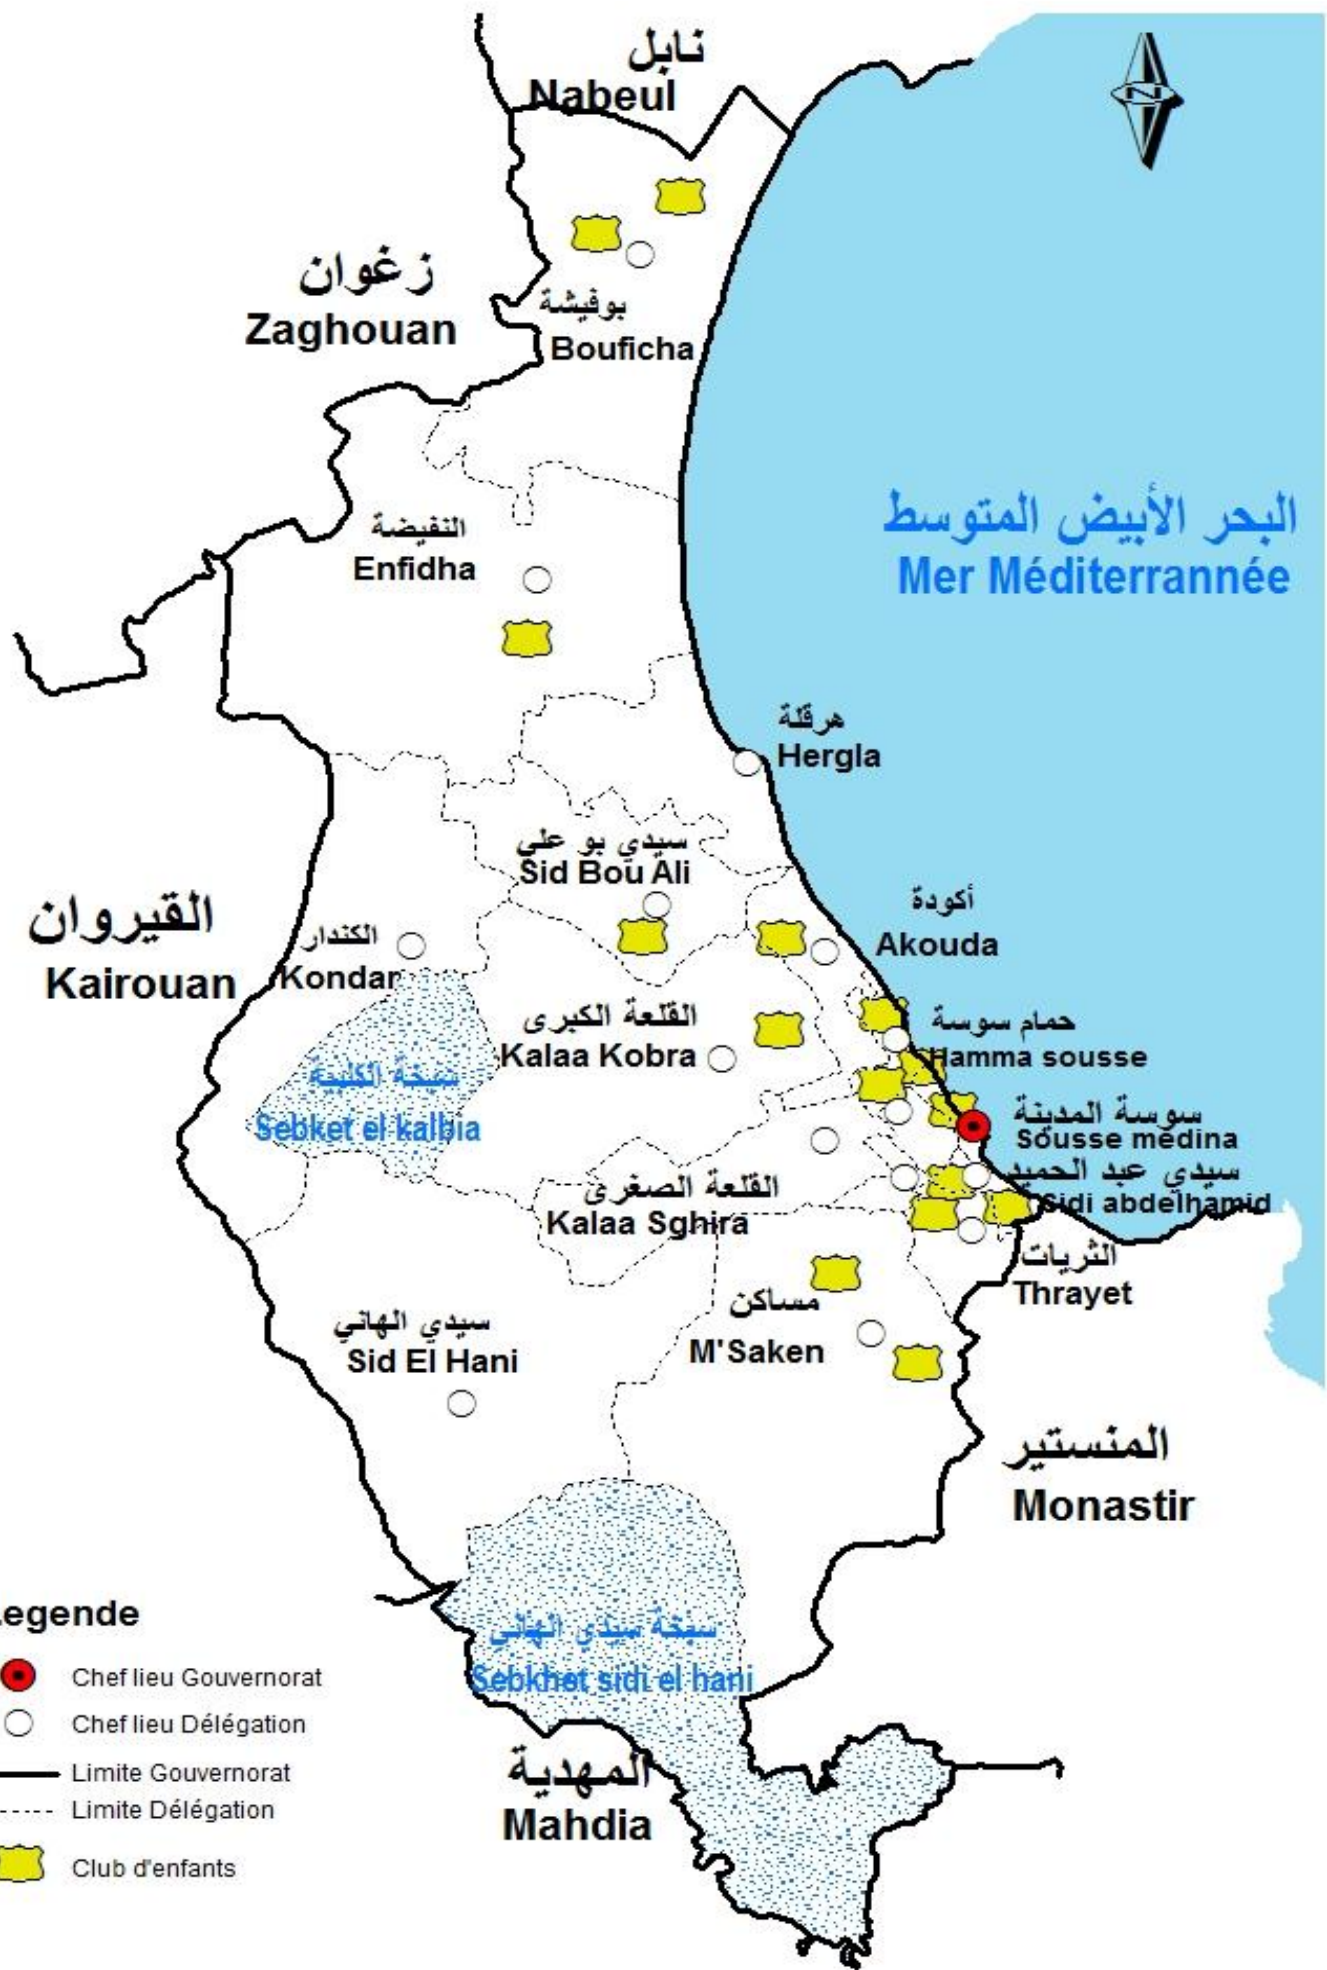 نابل
Nabeul
N
زغوان
Zaghouan
بوفيشة
Bouficha
البحر الأبيض المتوسط
Mer Méditerrannée
النفيضة
Enfidha
هرقلة
Hergla
سيدي بو علي
Sid Bou Ali
القيروان
Kairouan
الكندار
Kondar
أكودة
Akouda
القلعة الكبرى
Kalaa Kobra
حمام سوسة
Hamma sousse
سبخة الكلبية
Sebket el kalbia
سوسة المدينة
Sousse médina
سيدي عبد الحميد
Sidi abdelhamid
القلعة الصغرى
Kalaa Sghira
الثريات
Thrayet
مساكن
M'Saken
سيدي الهاني
Sid El Hani
المنستير
Monastir
سبخة سيدي الهاني
Sebkhet sidi el hani
المهدية
Mahdia
egende
Chef lieu Gouvernorat
Chef lieu Délégation
Limite Gouvernorat
Limite Délégation
Club d'enfants